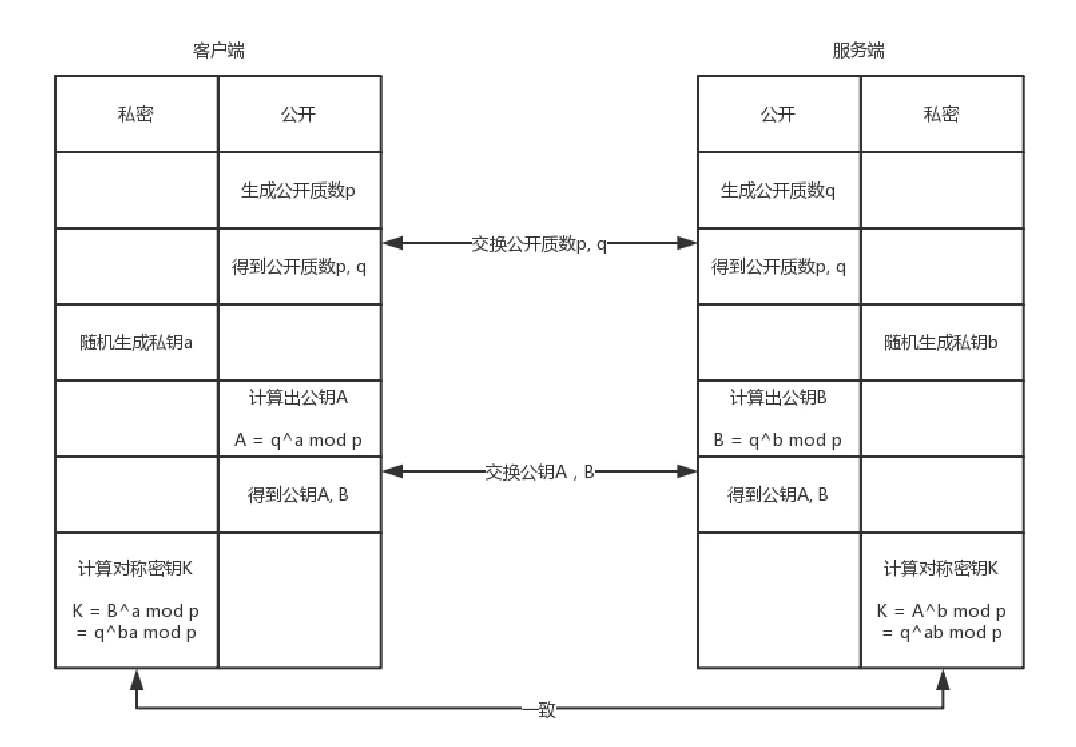 客户端
服务端
私密
公开
公开
私密
生成公开质数p
生成公开质数q
交换公开质数p, q
得到公开质数p, q
得到公开质数p, q
随机生成私钥a
随机生成私钥b
计算出公钥A
A = q^a mod p
计算出公钥B
B = q^b mod p
交换公钥A , B
得到公钥A, B
得到公钥A, B
计算对称密钥K
K = B^a mod p
= q^ba mod p
计算对称密钥K
K = A^b mod p
= q^ab mod p
一致